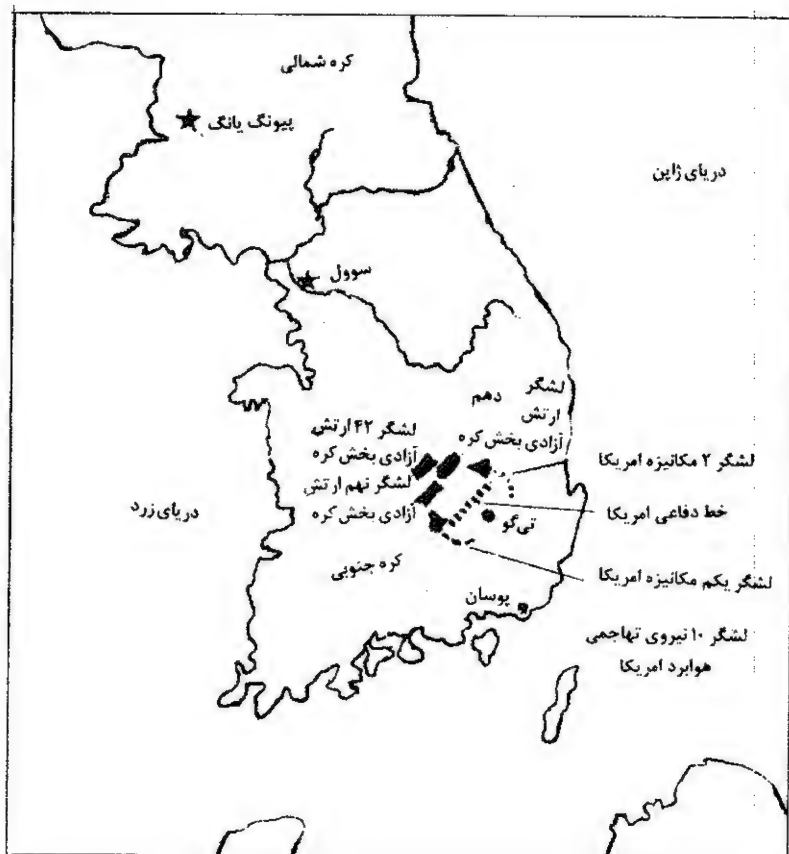 کره شمالی
پیونگ یانگ
دریای ژاپن
سوول
لشگر
دهم
ارتش
آزادی بخش کره
لشگر ۴۲ ارتش
آزادی بخش کره
لشگر نهم ارتش
آزادی بخش کره
لشگر ۲ مکانیزه امریکا
خط دفاعی امریکا
تی‌گو
دریای زرد
کره جنوبی
لشگر یکم مکانیزه امریکا
پوسان
لشگر ۱۰ نیروی تهاجمی
هوابرد امریکا